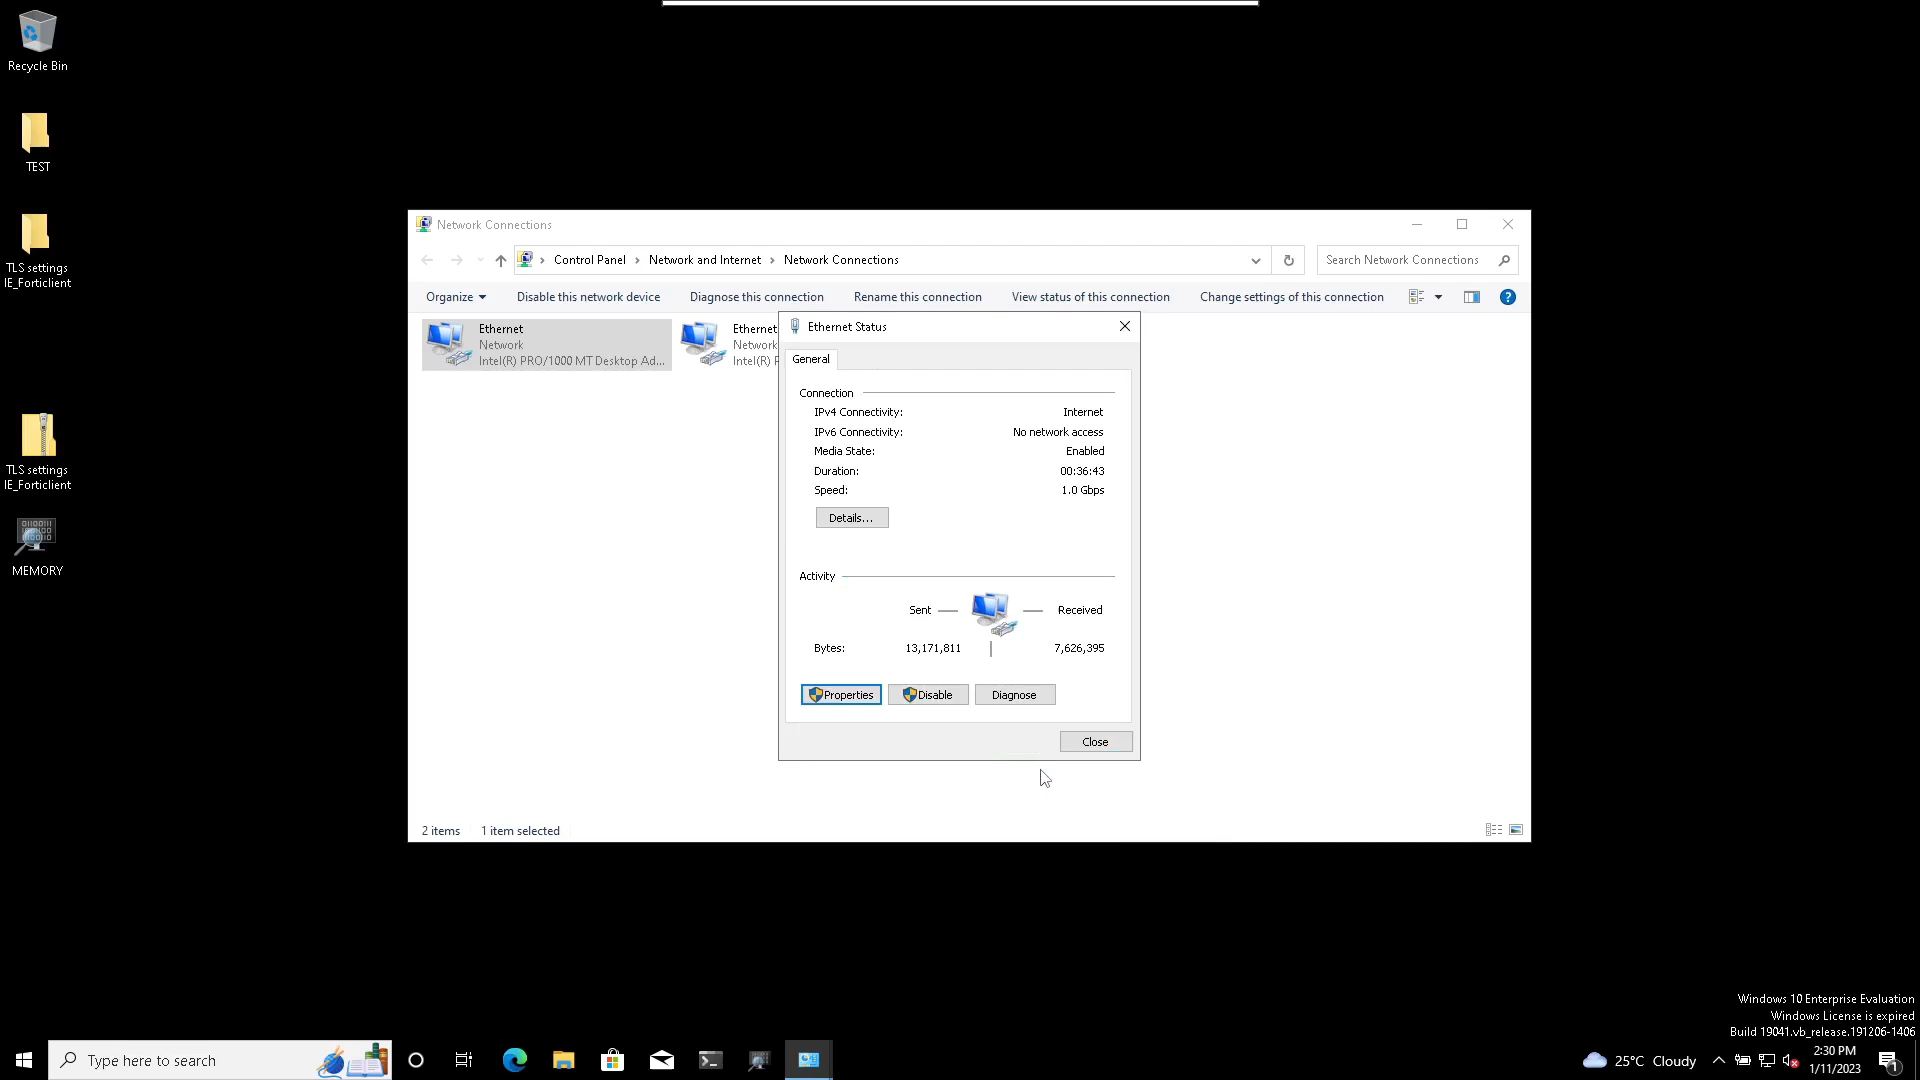 Recycle Bin
TEST
TLS settings
IE_Forticlient
TLS settings
IE_Forticlient
MEMORY
Network Connections
Control Panel > Network and Internet > Network Connections
Search Network Connections
Organize
Disable this network device
Diagnose this connection
Rename this connection
View status of this connection
Change settings of this connection
Ethernet
Network
Intel(R) PRO/1000 MT Desktop Ad...
Ethernet
Network
Intel(R)
Ethernet Status
General
Connection
IPv4 Connectivity: Internet
IPv6 Connectivity: No network access
Media State: Enabled
Duration: 00:36:43
Speed: 1.0 Gbps
Details...
Activity
Sent — Received
Bytes: 13,171,811 | 7,626,395
Properties
Disable
Diagnose
Close
2 items
1 item selected
Windows 10 Enterprise Evaluation
Windows License is expired
Build 19041.vb_release.191206-1406
Type here to search
25°C Cloudy
2:30 PM
1/11/2023
1